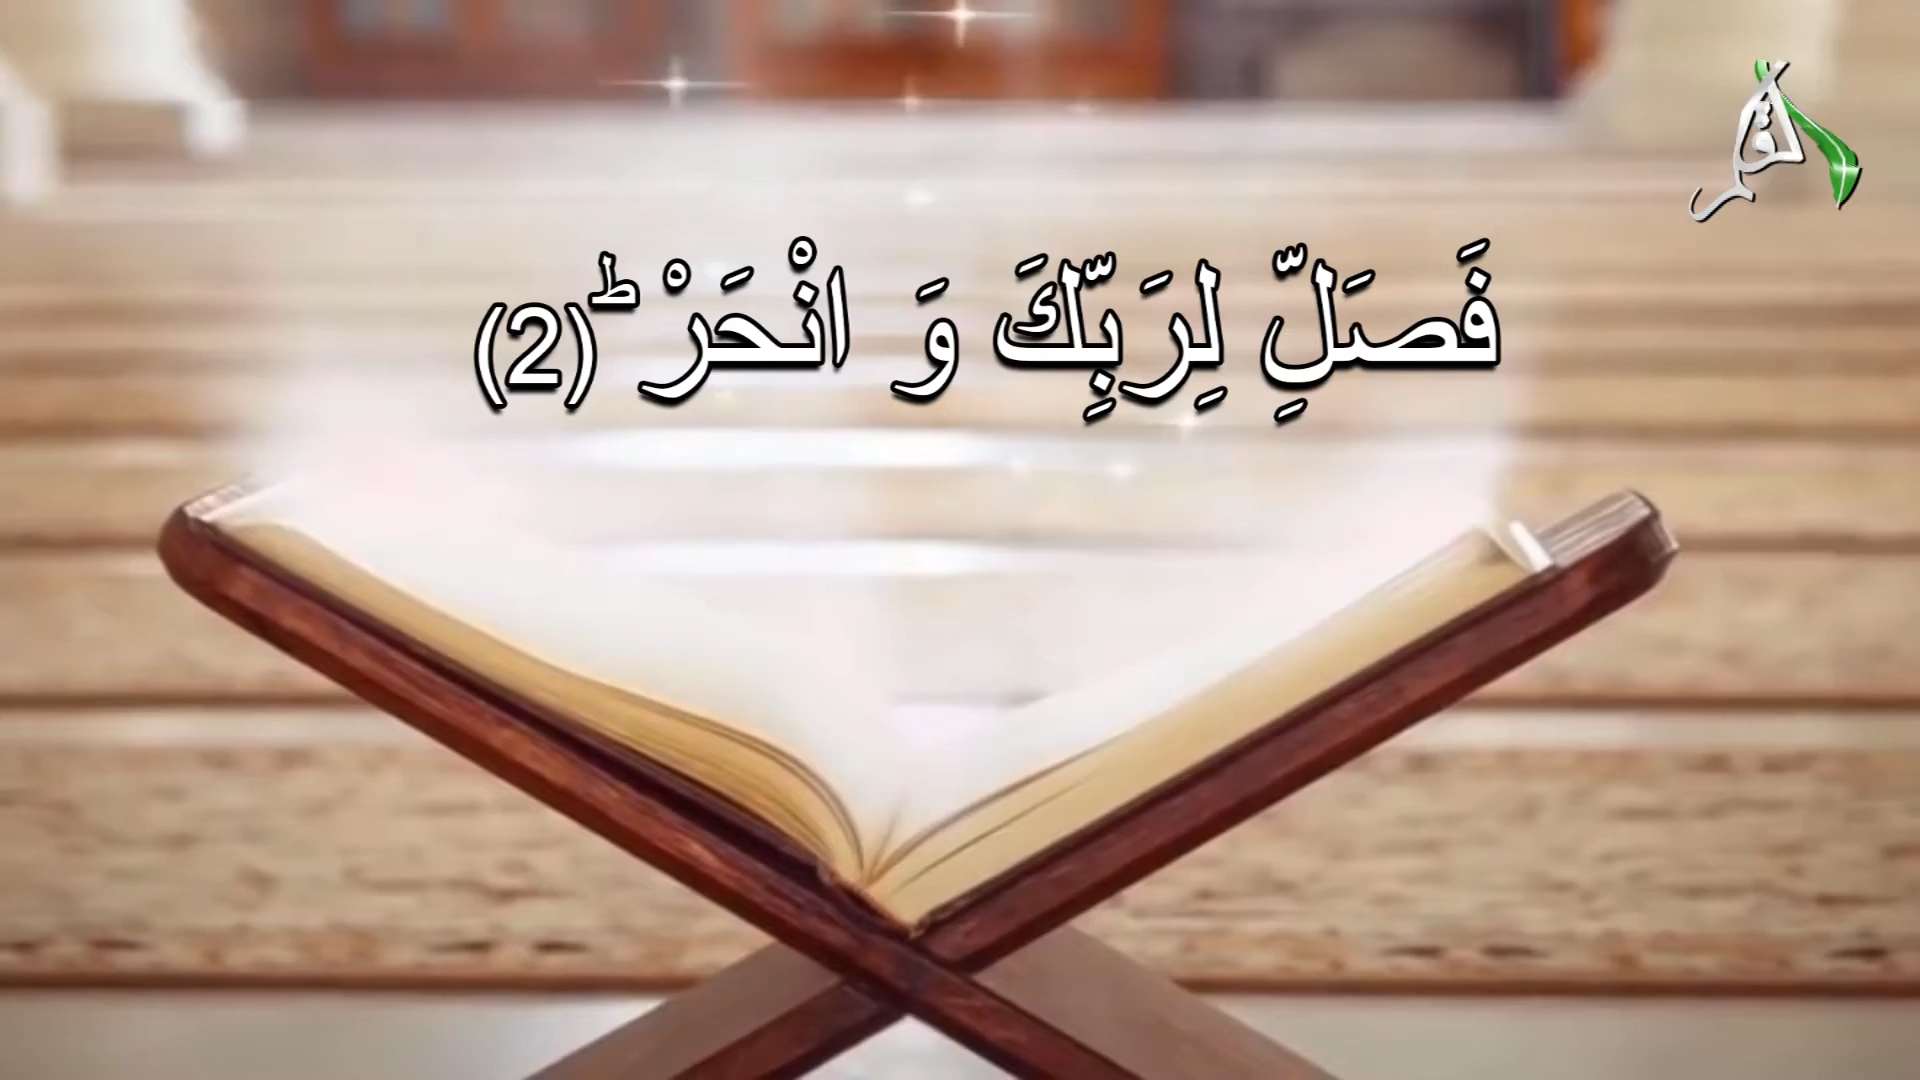 فَصَلِّ لِرَبِّكَ وَ انْحَرْ ؕ(2)